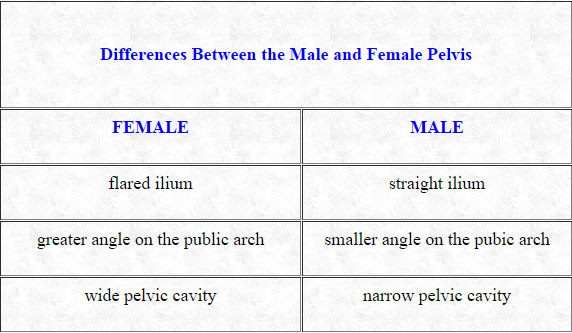 Differences Between the Male and Female Pelvis
FEMALE
MALE
flared ilium
straight ilium
greater angle on the public arch
smaller angle on the pubic arch
wide pelvic cavity
narrow pelvic cavity